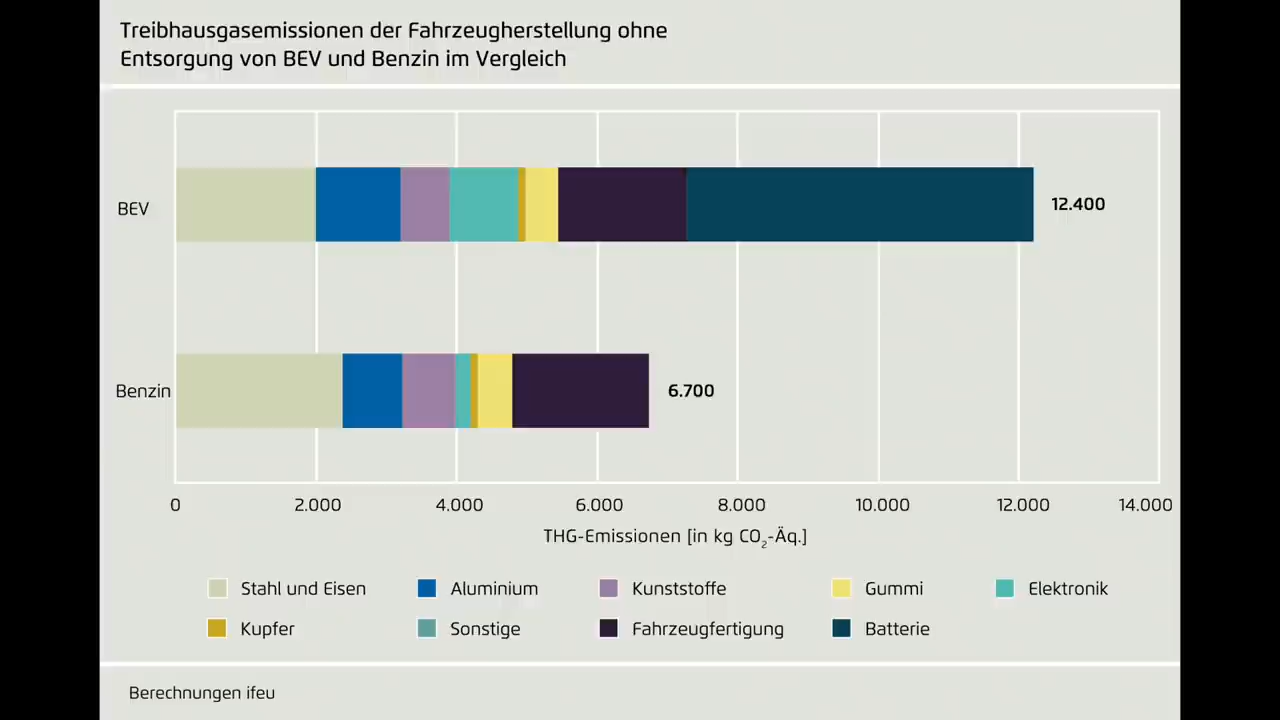 Treibhausgasemissionen der Fahrzeugherstellung ohne
Entsorgung von BEV und Benzin im Vergleich
BEV
12.400
Benzin
6.700
0 2.000 4.000 6.000 8.000 10.000 12.000 14.000
THG-Emissionen [in kg CO₂-Äq.]
Stahl und Eisen Aluminium Kunststoffe Gummi Elektronik
Kupfer Sonstige Fahrzeugfertigung Batterie
Berechnungen ifeu